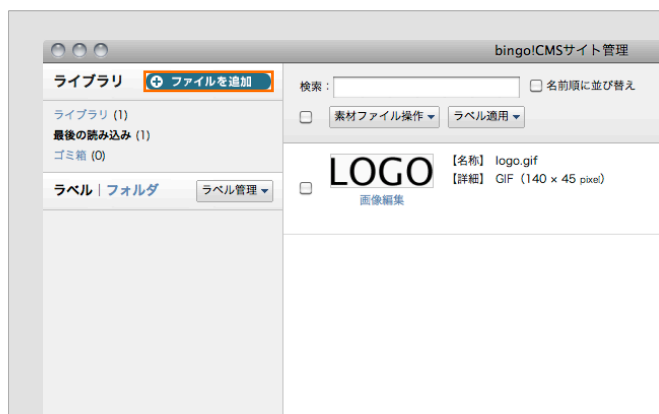 bingo!CMSサイト管理
ライブラリ ファイルを追加
ライブラリ (1)
最後の読み込み (1)
ゴミ箱 (0)
ラベル | フォルダ ラベル管理
検索： 名前順に並び替え
素材ファイル操作 ラベル適用
LOGO
画像編集
【名称】 logo.gif
【詳細】 GIF（140 × 45 pixel）